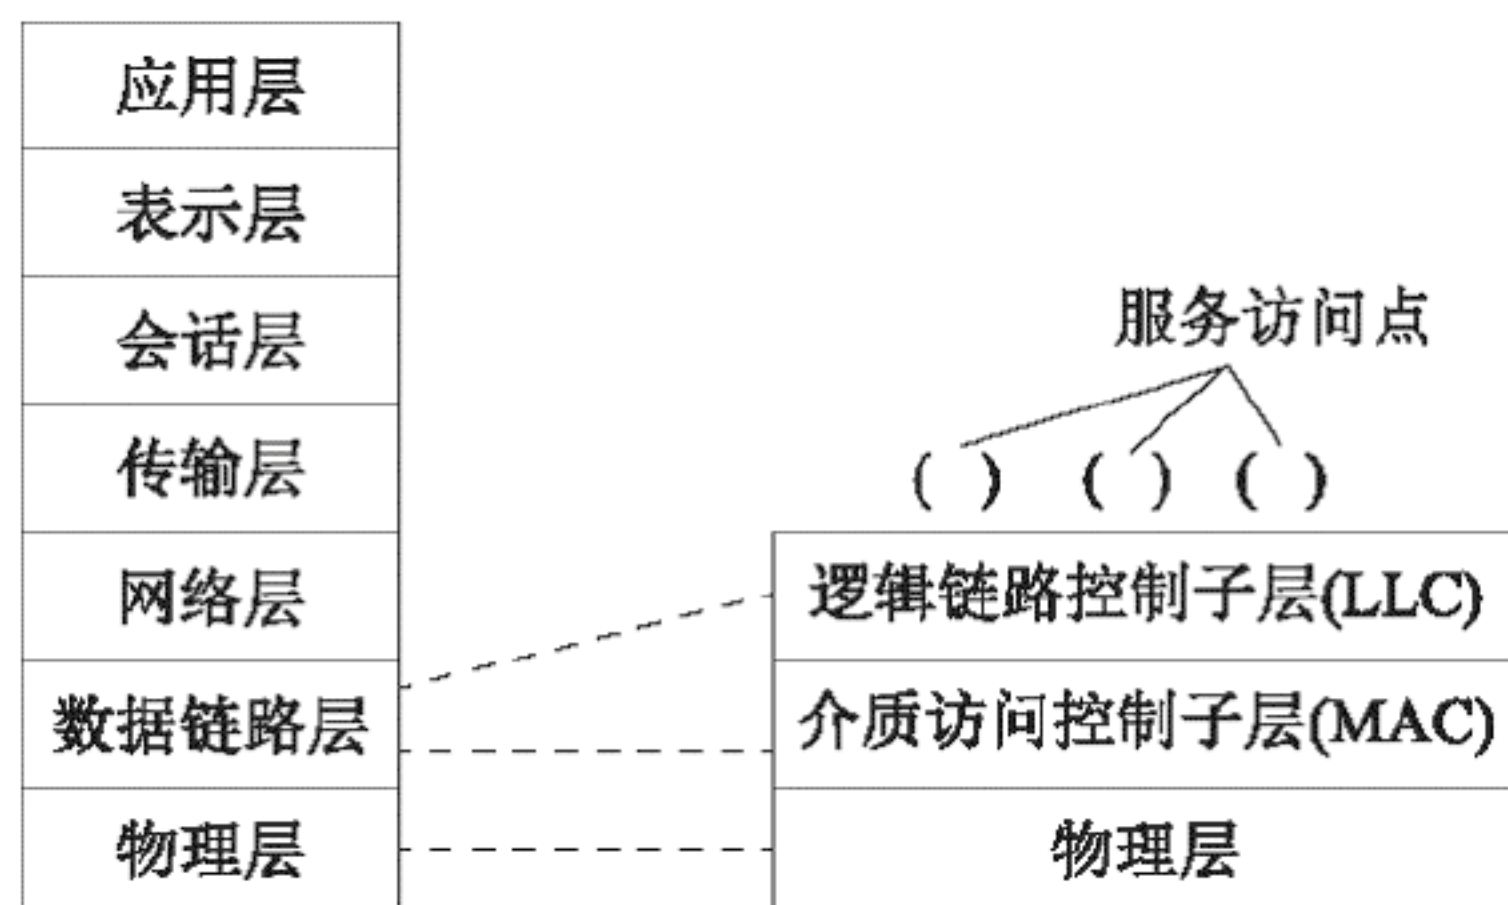 应用层
表示层
会话层
传输层
网络层
数据链路层
物理层
服务访问点
( ) ( ) ( )
逻辑链路控制子层(LLC)
介质访问控制子层(MAC)
物理层